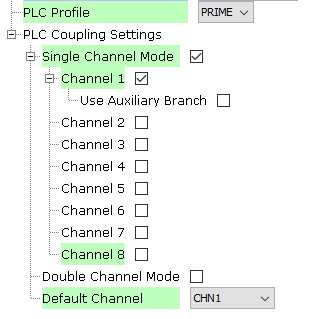 PLC Profile PRIME
PLC Coupling Settings
Single Channel Mode
Channel 1
Use Auxiliary Branch
Channel 2
Channel 3
Channel 4
Channel 5
Channel 6
Channel 7
Channel 8
Double Channel Mode
Default Channel CHN1